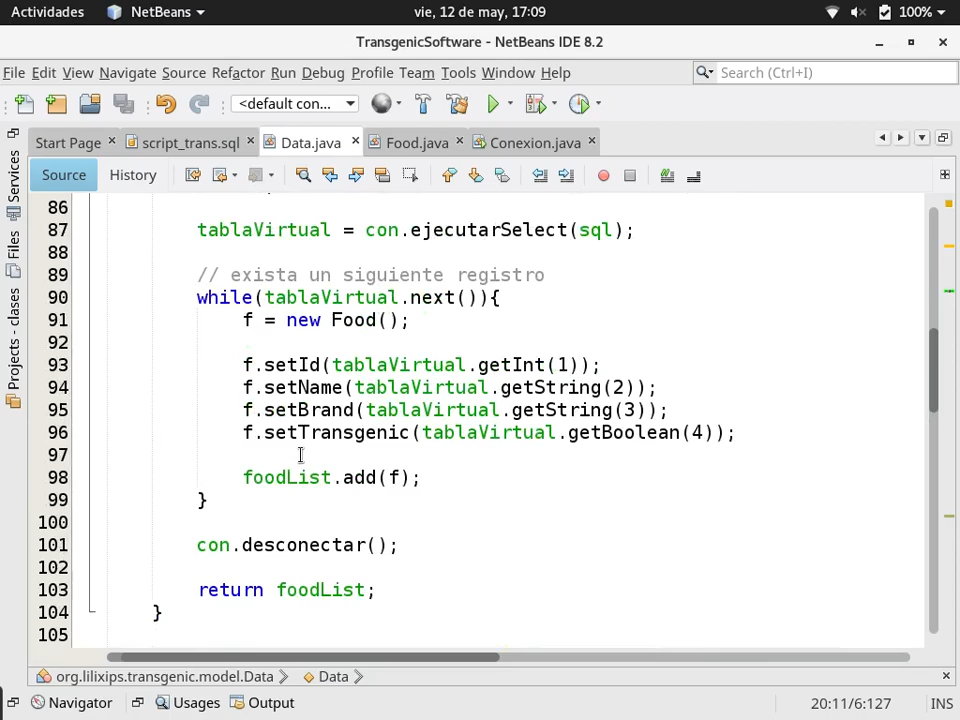 Actividades NetBeans vie, 12 de may, 17:09 100%
TransgenicSoftware - NetBeans IDE 8.2
File Edit View Navigate Source Refactor Run Debug Profile Team Tools Window Help Search (Ctrl+I)
<default con...
Start Page script_trans.sql Data.java Food.java Conexion.java
Source History
Services
Files
Projects - clases
86
87 tablaVirtual = con.ejecutarSelect(sql);
88
89 // exista un siguiente registro
90 while(tablaVirtual.next()){
91 f = new Food();
92
93 f.setId(tablaVirtual.getInt(1));
94 f.setName(tablaVirtual.getString(2));
95 f.setBrand(tablaVirtual.getString(3));
96 f.setTransgenic(tablaVirtual.getBoolean(4));
97
98 foodList.add(f);
99 }
100
101 con.desconectar();
102
103 return foodList;
104 }
105
org.lilixips.transgenic.model.Data Data
Navigator Usages Output 20:11/6:127 INS